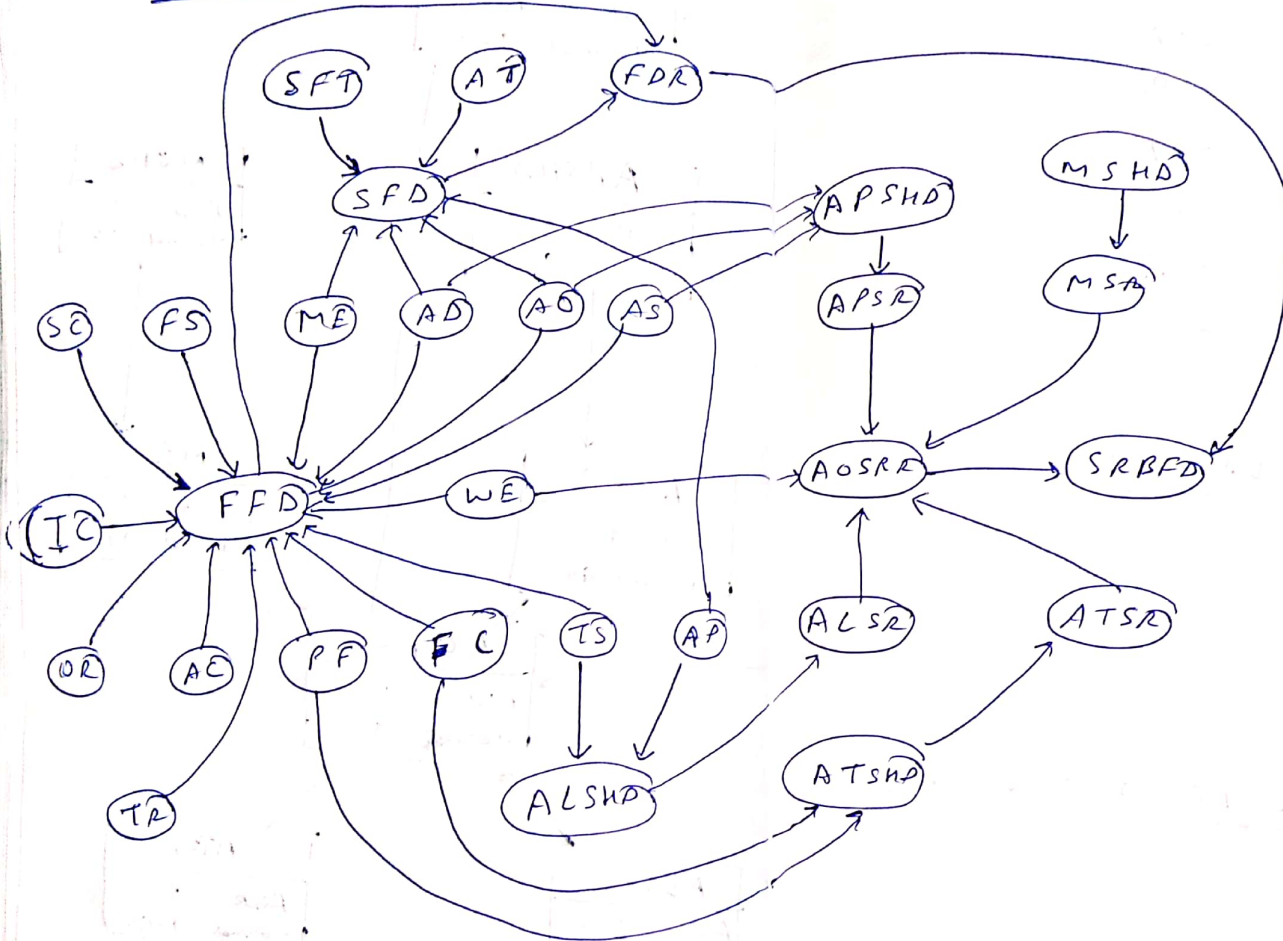 SFT
AT
FDR
SFD
APSHD
MSHD
SC
FS
ME
AD
AO
AS
APSR
MSR
FFD
WE
AOSRR
SRBFD
IC
OR
AC
PF
FC
TS
AP
ALSR
ATSR
TR
ALSHD
ATSHD